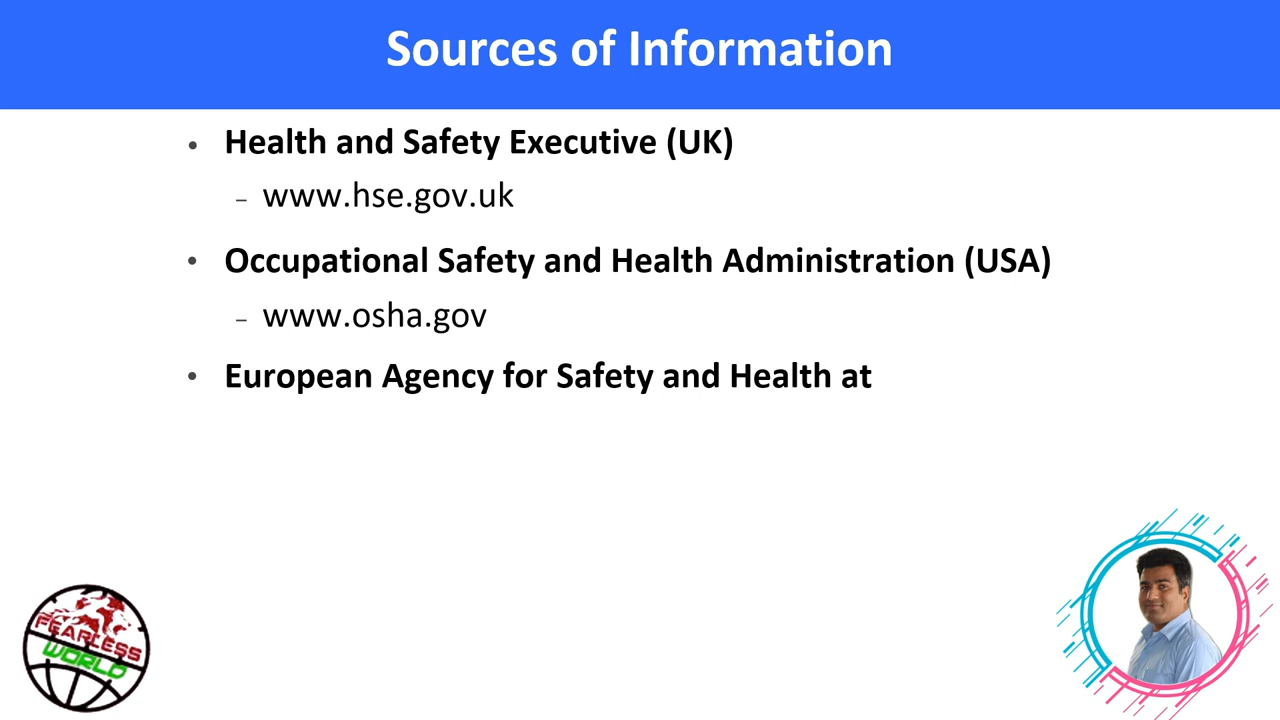 Sources of Information
• Health and Safety Executive (UK)
– www.hse.gov.uk
• Occupational Safety and Health Administration (USA)
– www.osha.gov
• European Agency for Safety and Health at
FEARLESS
WORLD